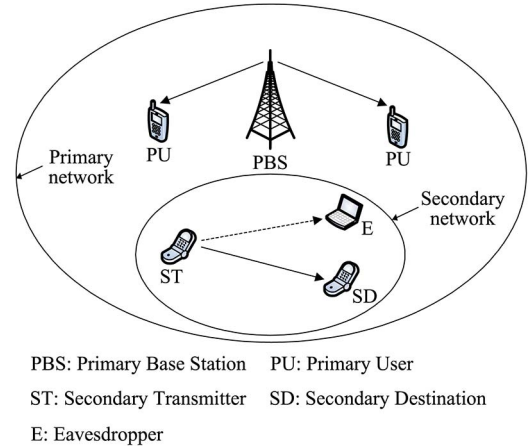 PU
PBS
PU
Primary
network
Secondary
network
E
ST
SD
PBS: Primary Base Station PU: Primary User
ST: Secondary Transmitter SD: Secondary Destination
E: Eavesdropper